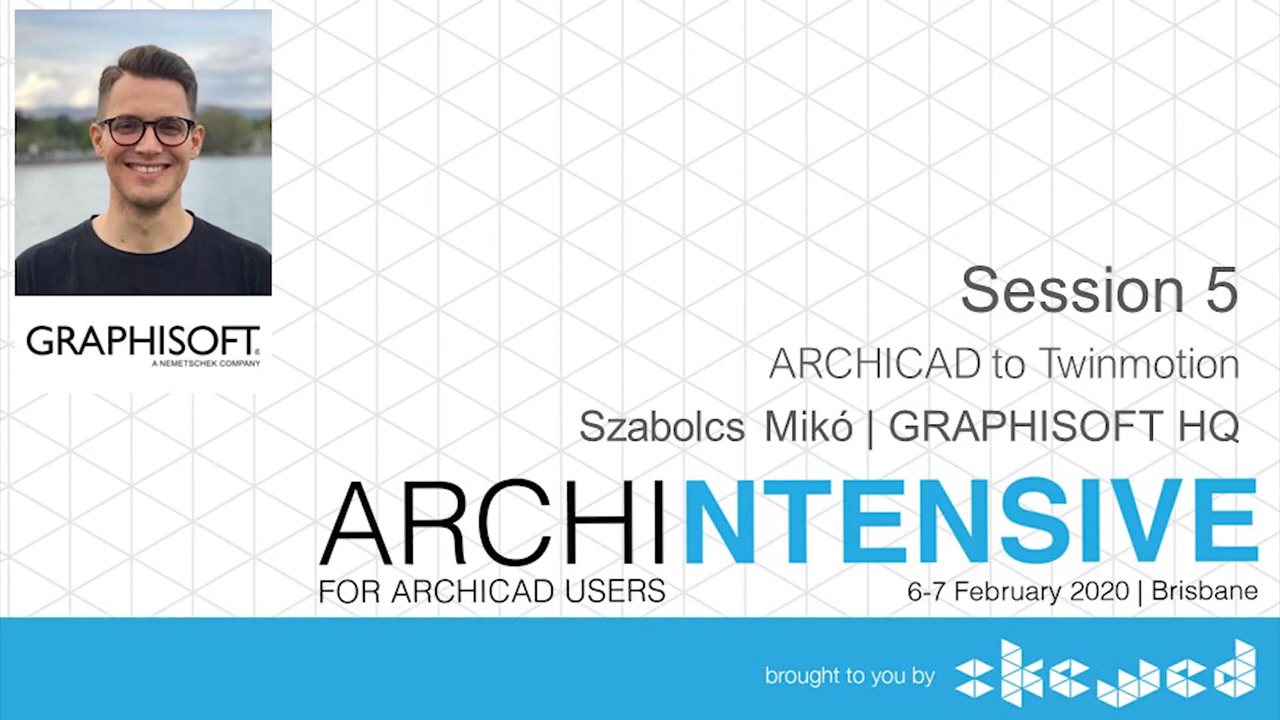 GRAPHISOFT
A NEMETSCHEK COMPANY
Session 5
ARCHICAD to Twinmotion
Szabolcs Mikó | GRAPHISOFT HQ
ARCHINTENSIVE
FOR ARCHICAD USERS
6-7 February 2020 | Brisbane
brought to you by skewed